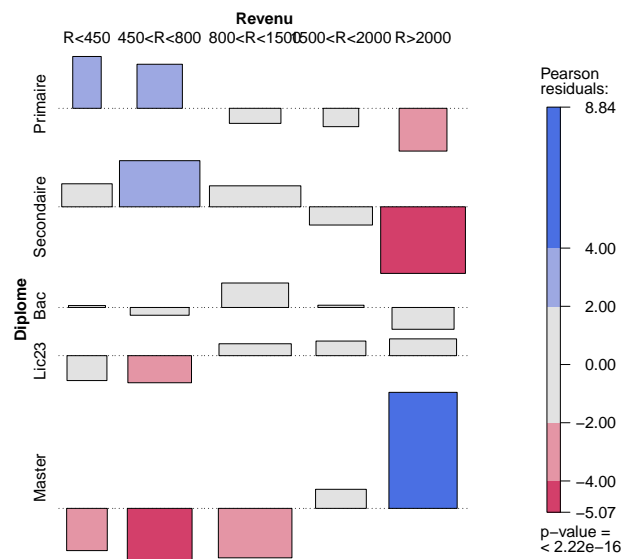 Revenu
R<450 450<R<800 800<R<1500 1500<R<2000 R>2000
Diplome
Primaire
Secondaire
Bac
Lic23
Master
Pearson
residuals:
8.84
4.00
2.00
0.00
−2.00
−4.00
−5.07
p−value =
< 2.22e−16